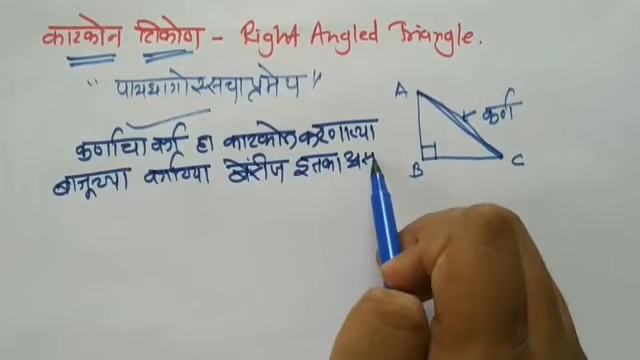 काटकोन त्रिकोण - Right Angled Triangle.
"पायथागोरसचा प्रमेय"
कर्णाचा वर्ग हा काटकोन करणाऱ्या
बाजूच्या वर्गाच्या बेरीज इतका अस
A
कर्ण
B
C